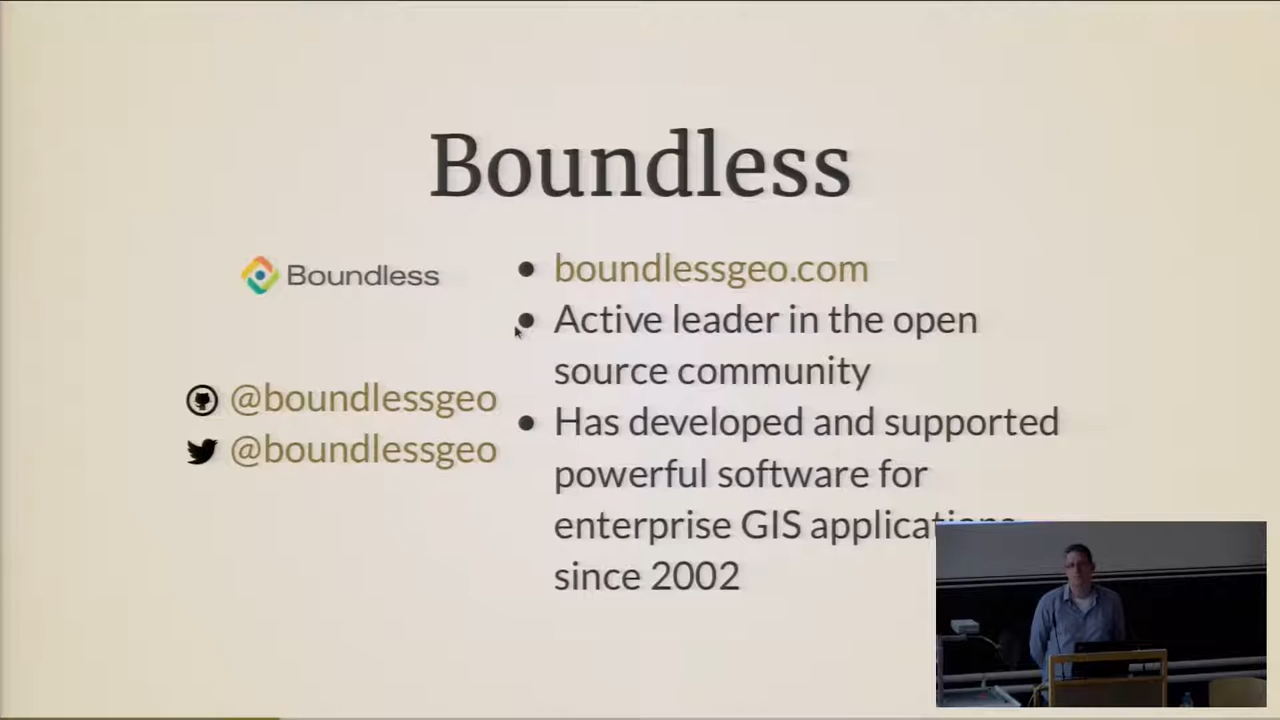 Boundless
Boundless
@boundlessgeo
@boundlessgeo
boundlessgeo.com
Active leader in the open
source community
Has developed and supported
powerful software for
enterprise GIS applications
since 2002